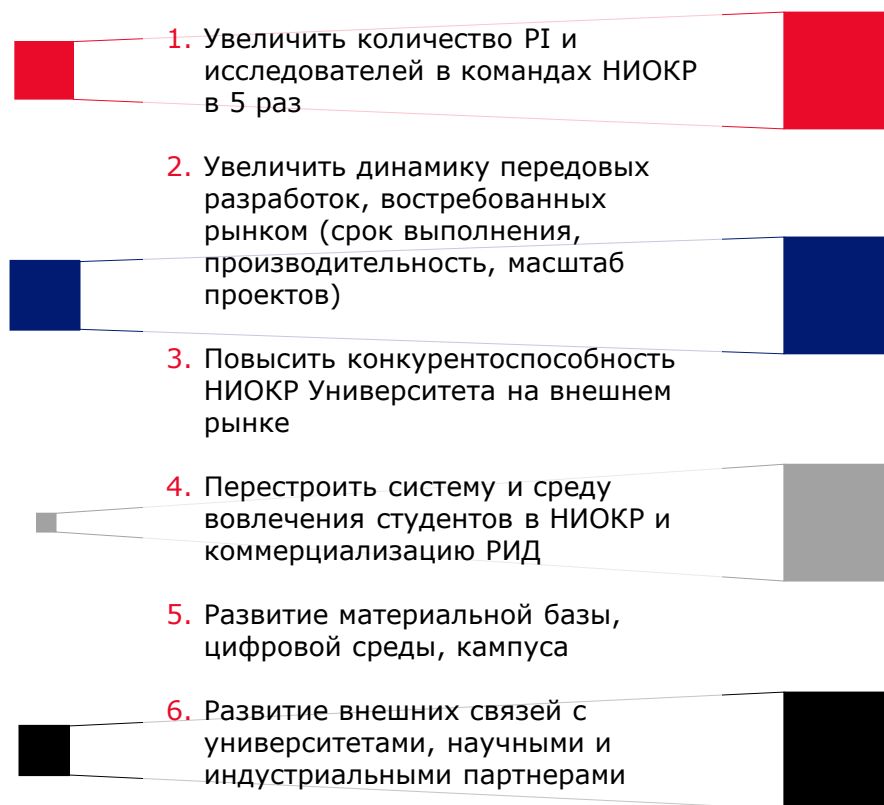 1. Увеличить количество PI и
исследователей в командах НИОКР
в 5 раз
2. Увеличить динамику передовых
разработок, востребованных
рынком (срок выполнения,
производительность, масштаб
проектов)
3. Повысить конкурентоспособность
НИОКР Университета на внешнем
рынке
4. Перестроить систему и среду
вовлечения студентов в НИОКР и
коммерциализацию РИД
5. Развитие материальной базы,
цифровой среды, кампуса
6. Развитие внешних связей с
университетами, научными и
индустриальными партнерами